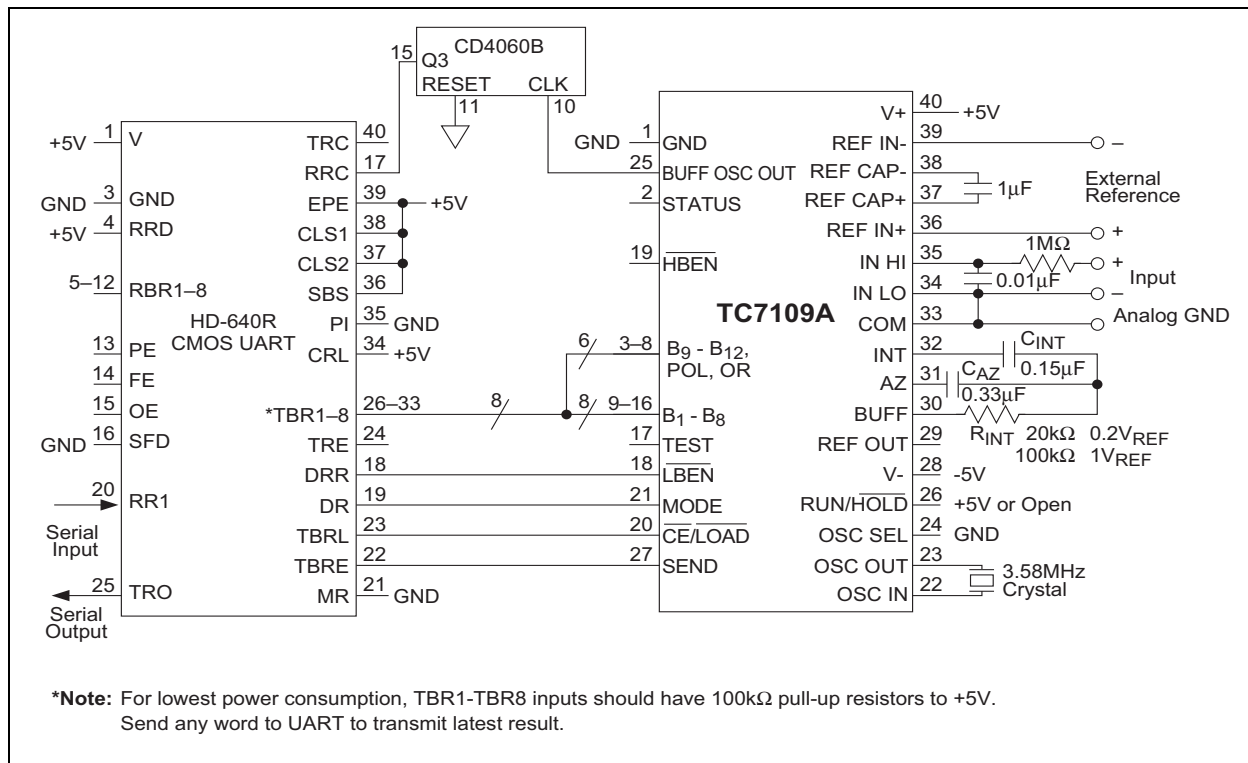 CD4060B
15 Q3
RESET CLK
11 10
HD-640R
CMOS UART
+5V 1 V
GND 3 GND
+5V 4 RRD
5–12 RBR1–8
13 PE
14 FE
15 OE
GND 16 SFD
20 RR1
Serial
Input
25 TRO
Serial
Output
TRC 40
RRC 17
EPE 39 +5V
CLS1 38
CLS2 37
SBS 36
PI 35 GND
CRL 34 +5V
*TBR1–8 26–33 8 8
6
TRE 24
DRR 18
DR 19
TBRL 23
TBRE 22
MR 21 GND
TC7109A
GND 1 GND
25 BUFF OSC OUT
2 STATUS
19 HBEN
3–8 B9 - B12,
POL, OR
9–16 B1 - B8
17 TEST
18 LBEN
21 MODE
20 CE/LOAD
27 SEND
V+ 40 +5V
REF IN- 39 –
REF CAP- 38
1µF
REF CAP+ 37
External
Reference
REF IN+ 36 +
IN HI 35 1MΩ +
0.01µF
Input
IN LO 34 –
COM 33 Analog GND
INT 32 CINT
0.15µF
AZ 31 CAZ
0.33µF
BUFF 30
RINT 20kΩ 0.2VREF
100kΩ 1VREF
REF OUT 29
V- 28 -5V
RUN/HOLD 26 +5V or Open
OSC SEL 24 GND
OSC OUT 23
3.58MHz
Crystal
OSC IN 22
*Note: For lowest power consumption, TBR1-TBR8 inputs should have 100kΩ pull-up resistors to +5V.
Send any word to UART to transmit latest result.